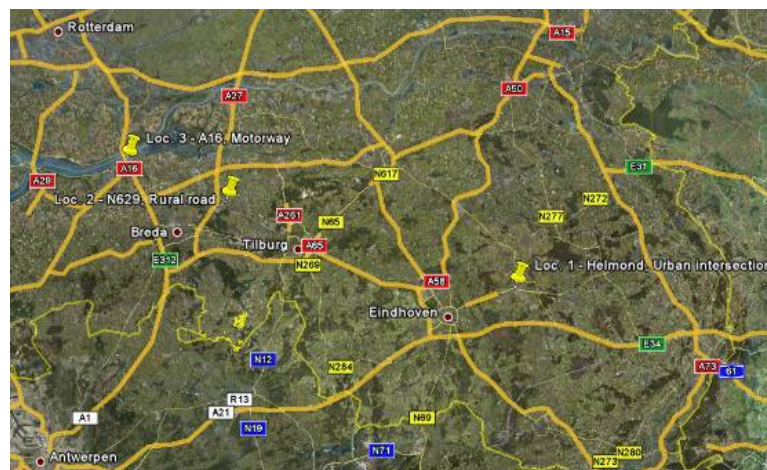 Rotterdam
A15
A50
A27
Loc. 3 - A16, Motorway
A16
E31
N617
A29
Loc. 2 - N629, Rural road
N272
N277
A261
N65
Breda
Tilburg
A65
E312
N269
Loc. 1 - Helmond, Urban intersection
A58
Eindhoven
E34
N12
N284
A73
61
R13
A21
A1
N69
N19
N71
N280
N273
Antwerpen